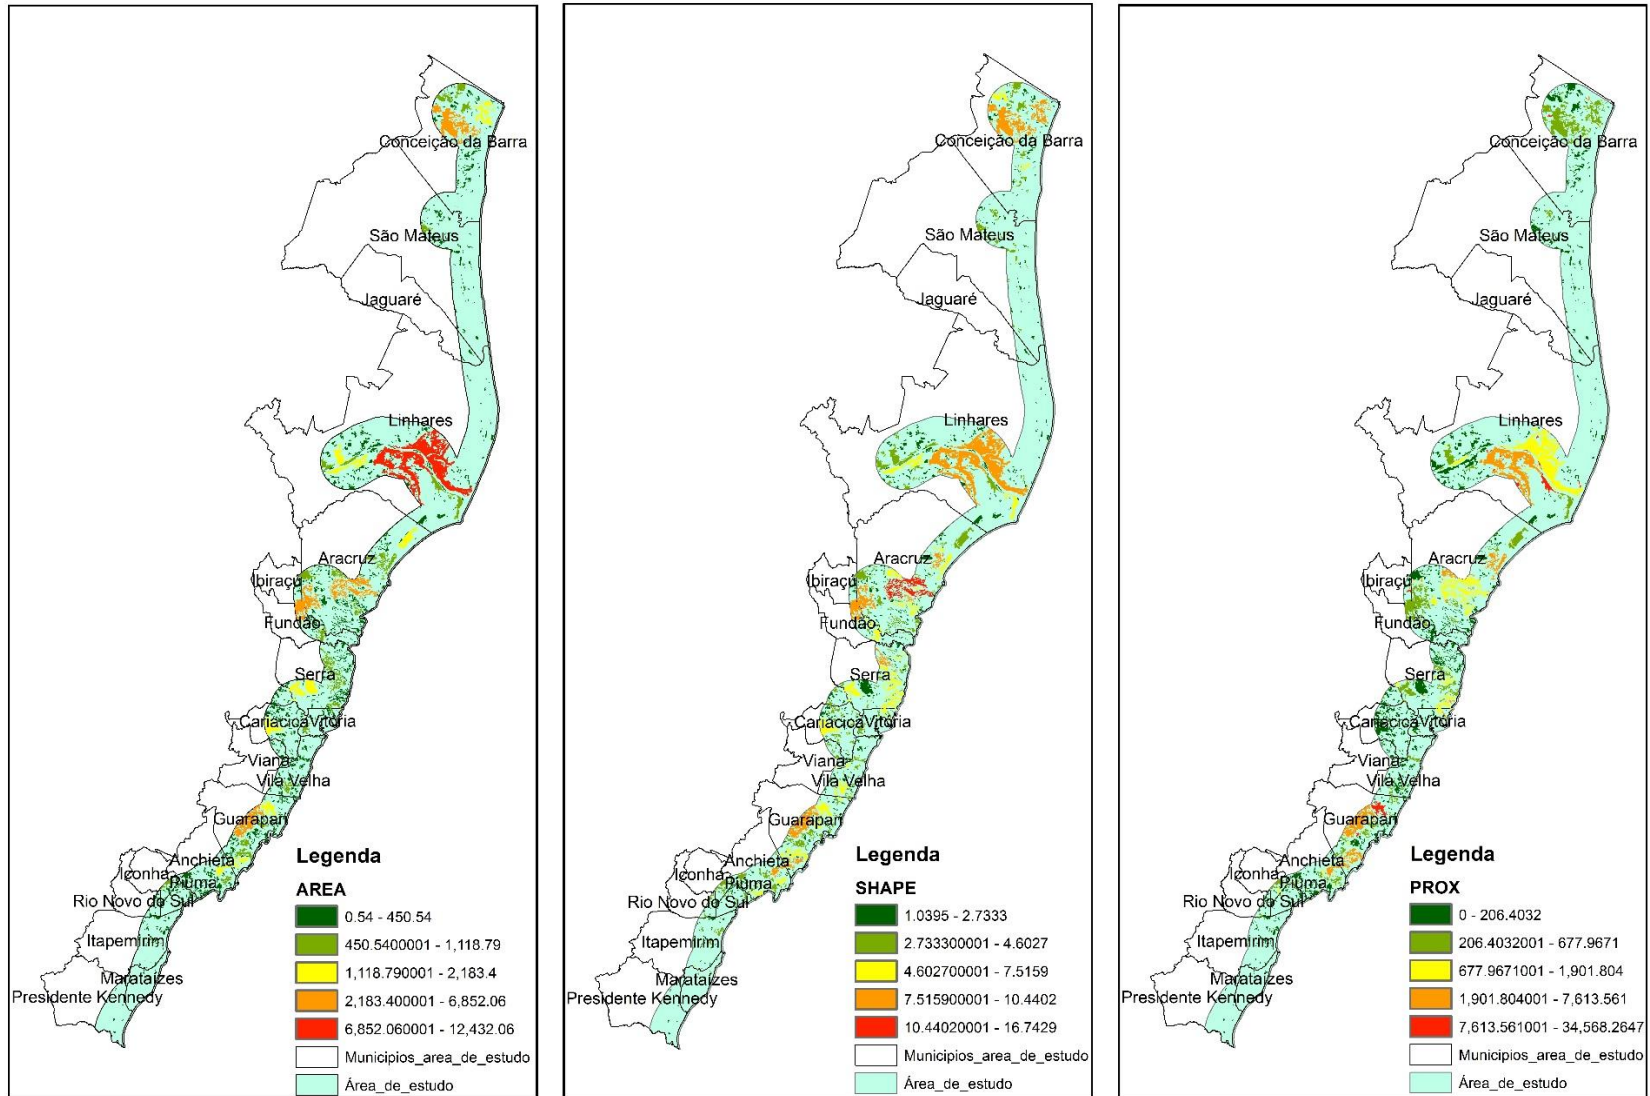 Conceição da Barra
São Mateus
Jaguaré
Linhares
Aracruz
Ibiraçú
Fundão
Serra
Cariacica
Vitória
Viana
Vila Velha
Guarapari
Anchieta
Iconha
Piúma
Rio Novo do Sul
Itapemirim
Marataízes
Presidente Kennedy
Legenda
AREA
0.54 - 450.54
450.5400001 - 1,118.79
1,118.790001 - 2,183.4
2,183.400001 - 6,852.06
6,852.060001 - 12,432.06
Municipios_area_de_estudo
Área_de_estudo
Conceição da Barra
São Mateus
Jaguaré
Linhares
Aracruz
Ibiraçú
Fundão
Serra
Cariacica
Vitória
Viana
Vila Velha
Guarapari
Anchieta
Iconha
Piúma
Rio Novo do Sul
Itapemirim
Marataízes
Presidente Kennedy
Legenda
SHAPE
1.0395 - 2.7333
2.733300001 - 4.6027
4.602700001 - 7.5159
7.515900001 - 10.4402
10.44020001 - 16.7429
Municipios_area_de_estudo
Área_de_estudo
Conceição da Barra
São Mateus
Jaguaré
Linhares
Aracruz
Ibiraçú
Fundão
Serra
Cariacica
Vitória
Viana
Vila Velha
Guarapari
Anchieta
Iconha
Piúma
Rio Novo do Sul
Itapemirim
Marataízes
Presidente Kennedy
Legenda
PROX
0 - 206.4032
206.4032001 - 677.9671
677.9671001 - 1,901.804
1,901.804001 - 7,613.561
7,613.561001 - 34,568.2647
Municipios_area_de_estudo
Área_de_estudo